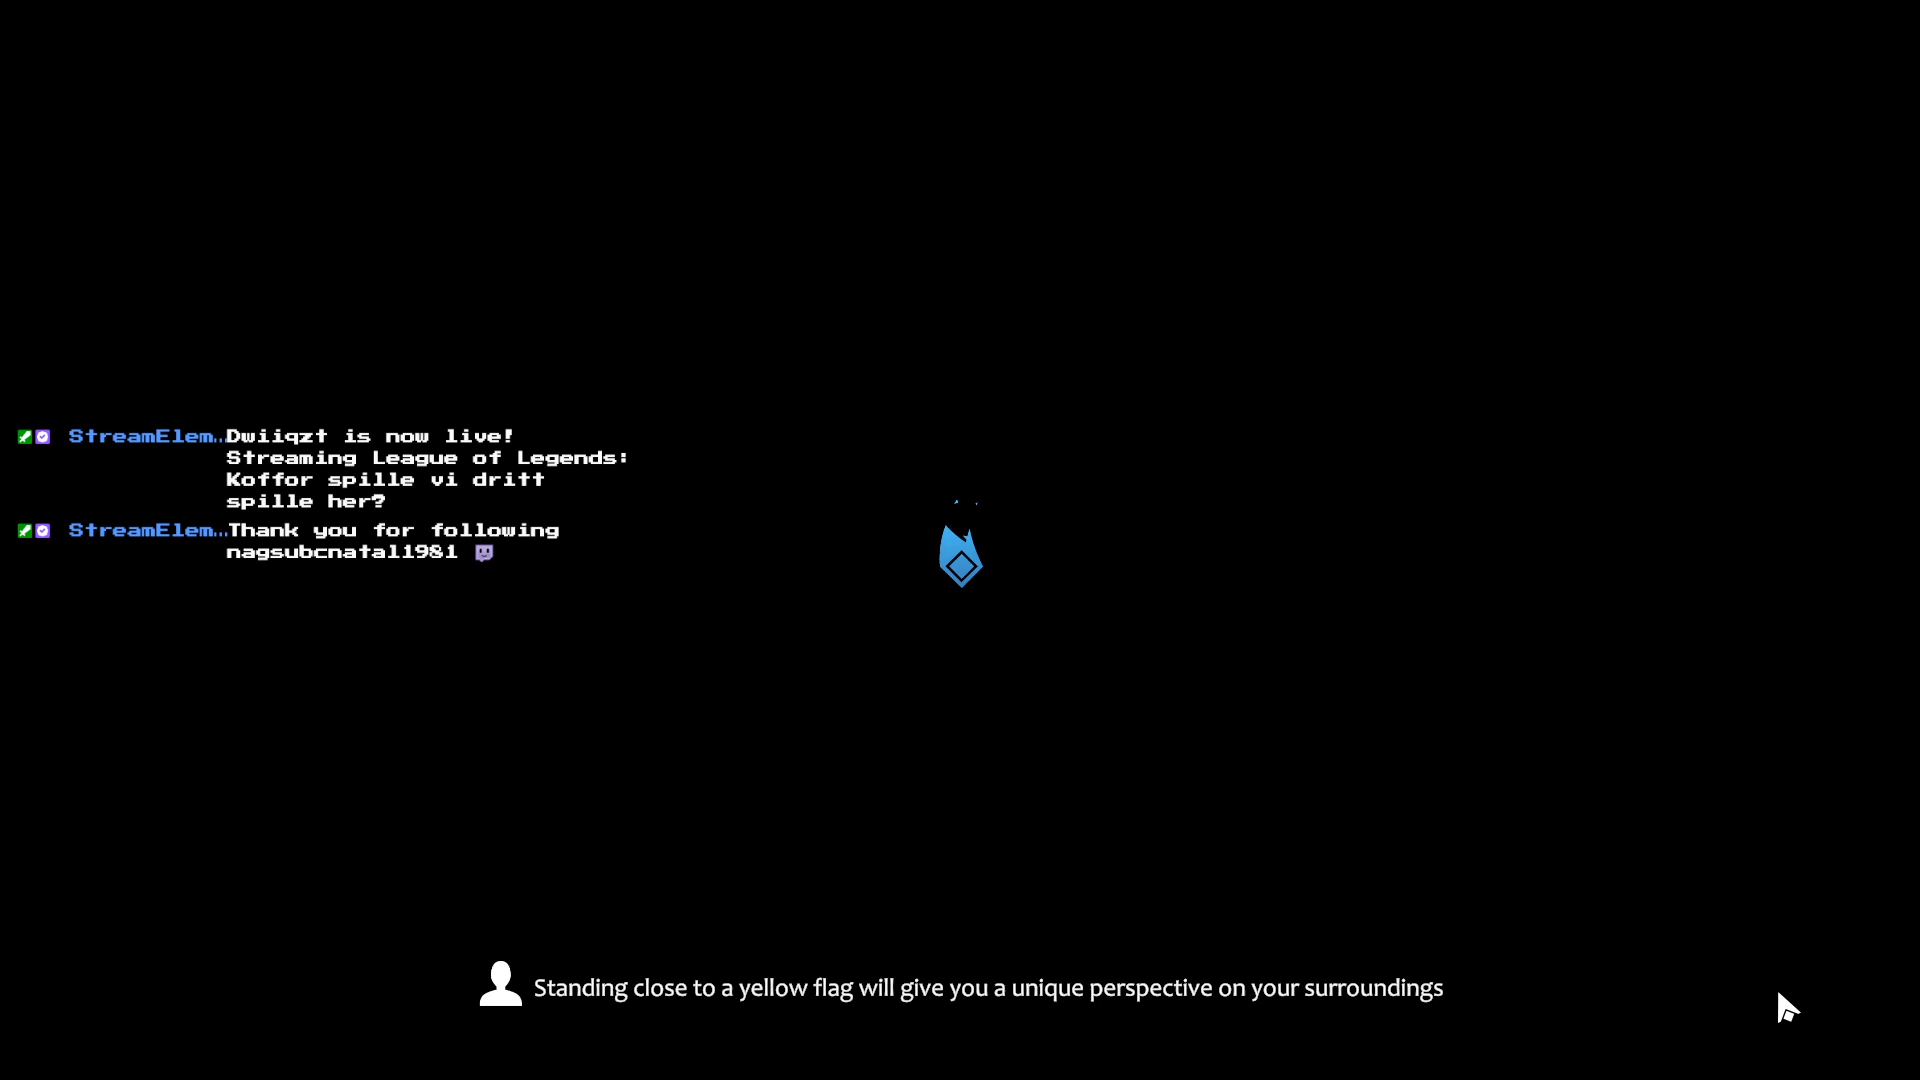 StreamElem…Dwiiqzt is now live!
Streaming League of Legends:
Koffor spille vi dritt
spille her?
StreamElem…Thank you for following
nagsubcnatal1981
Standing close to a yellow flag will give you a unique perspective on your surroundings